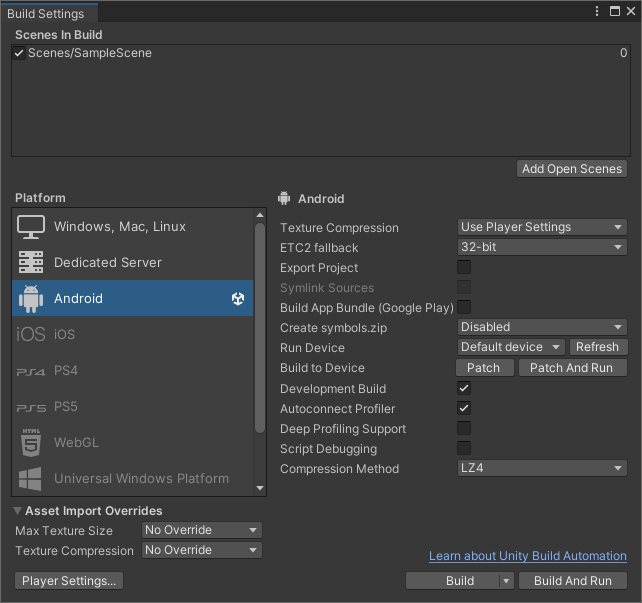 Build Settings
Scenes In Build
Scenes/SampleScene 0
Add Open Scenes
Platform
Windows, Mac, Linux
Dedicated Server
Android
iOS iOS
PS4 PS4
PS5 PS5
HTML 5 WebGL
Universal Windows Platform
Android
Texture Compression Use Player Settings
ETC2 fallback 32-bit
Export Project
Symlink Sources
Build App Bundle (Google Play)
Create symbols.zip Disabled
Run Device Default device Refresh
Build to Device Patch Patch And Run
Development Build
Autoconnect Profiler
Deep Profiling Support
Script Debugging
Compression Method LZ4
Asset Import Overrides
Max Texture Size No Override
Texture Compression No Override
Learn about Unity Build Automation
Player Settings... Build Build And Run